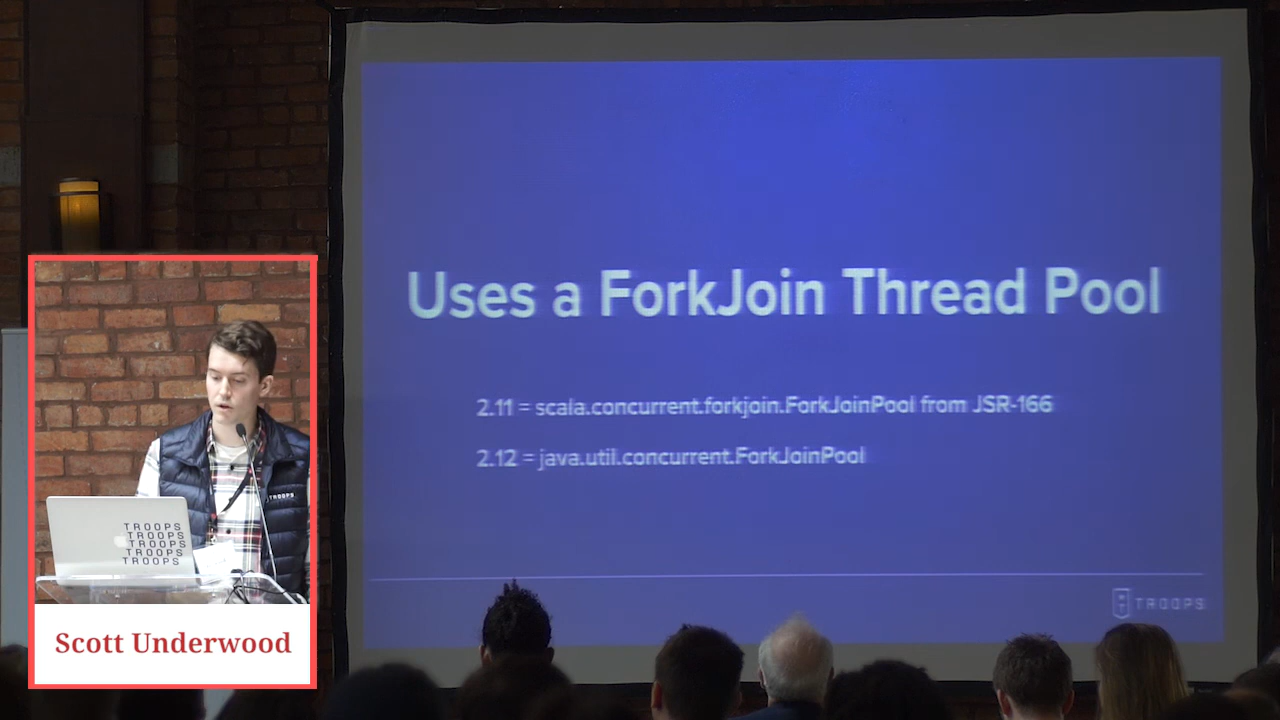 Uses a ForkJoin Thread Pool
2.11 = scala.concurrent.forkjoin.ForkJoinPool from JSR-166
2.12 = java.util.concurrent.ForkJoinPool
TROOPS
TROOPS
TROOPS
TROOPS
TROOPS
TROOPS
TROOPS
Scott Underwood